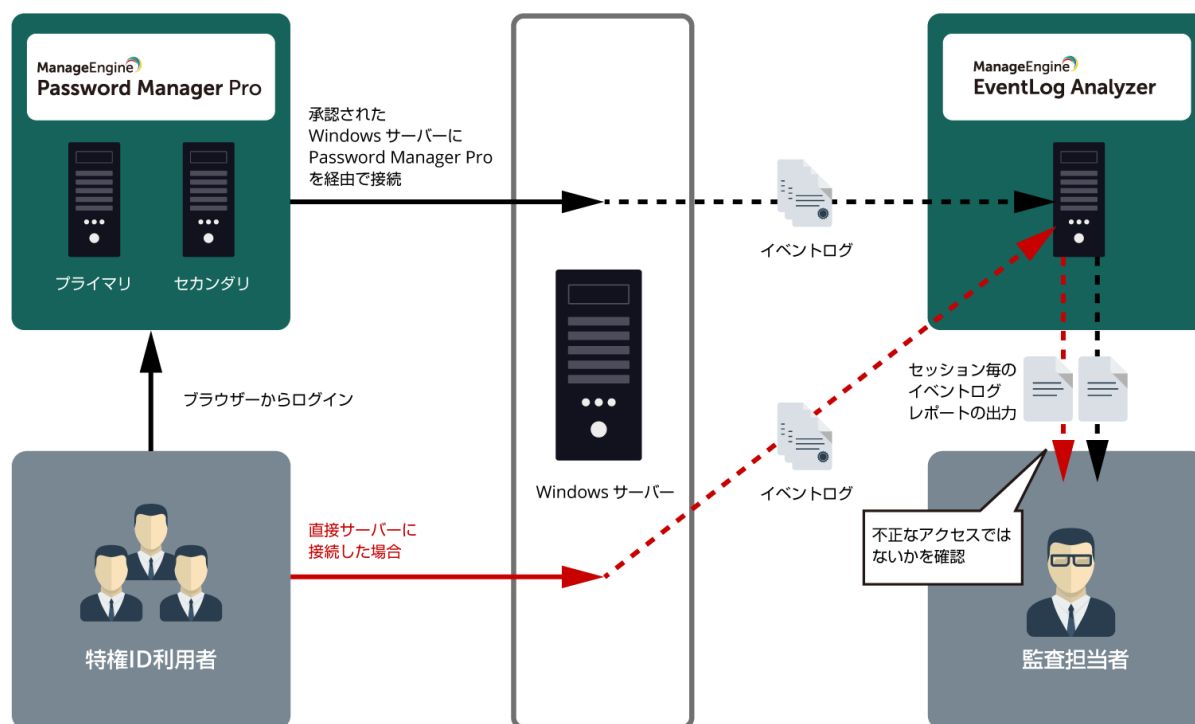 ManageEngine
Password Manager Pro
プライマリ
セカンダリ
承認された
Windows サーバーに
Password Manager Pro
を経由で接続
イベントログ
ManageEngine
EventLog Analyzer
ブラウザーからログイン
Windows サーバー
イベントログ
セッション毎の
イベントログ
レポートの出力
直接サーバーに
接続した場合
不正なアクセスでは
ないかを確認
特権ID利用者
監査担当者